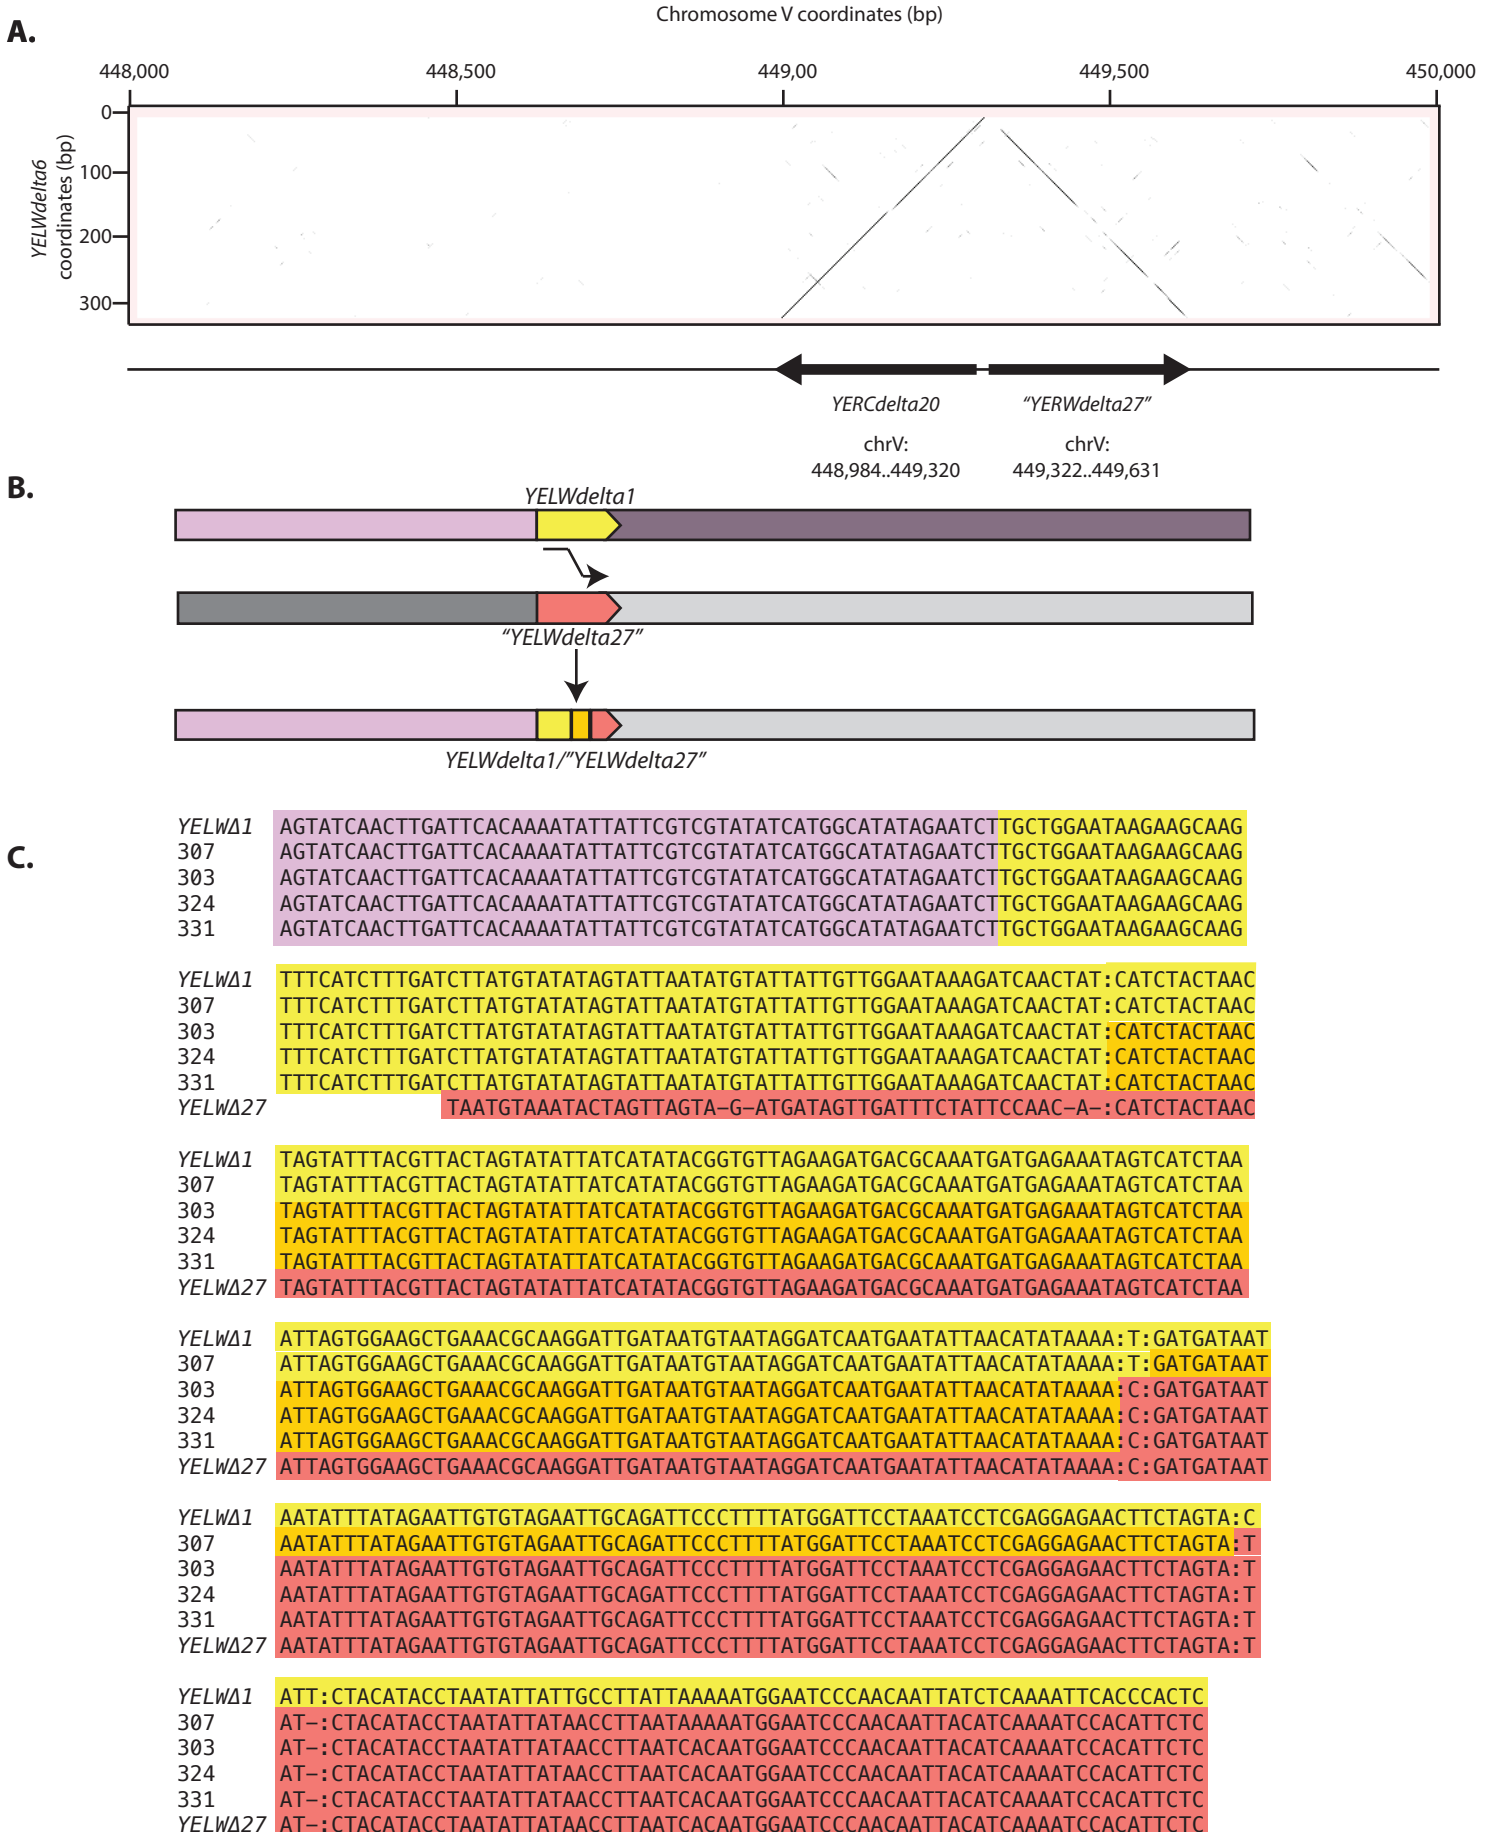 Chromosome V coordinates (bp)
A.
448,000 448,500 449,00 449,500 450,000
YELWdelta6
coordinates (bp)
0
100
200
300
YERCdelta20 “YERWdelta27”
chrV: chrV:
448,984..449,320 449,322..449,631
B.
YELWdelta1
“YELWdelta27”
YELWdelta1/”YELWdelta27”
C.
YELWΔ1 AGTATCAACTTGATTCACAAAATATTATTCGTCGTATATCATGGCATATAGAATCTTGCTGGAATAAGAAGCAAG
307 AGTATCAACTTGATTCACAAAATATTATTCGTCGTATATCATGGCATATAGAATCTTGCTGGAATAAGAAGCAAG
303 AGTATCAACTTGATTCACAAAATATTATTCGTCGTATATCATGGCATATAGAATCTTGCTGGAATAAGAAGCAAG
324 AGTATCAACTTGATTCACAAAATATTATTCGTCGTATATCATGGCATATAGAATCTTGCTGGAATAAGAAGCAAG
331 AGTATCAACTTGATTCACAAAATATTATTCGTCGTATATCATGGCATATAGAATCTTGCTGGAATAAGAAGCAAG
YELWΔ1 TTTCATCTTTGATCTTATGTATATAGTATTAATATGTATTATTGTTGGAATAAAGATCAACTAT:CATCTACTAAC
307 TTTCATCTTTGATCTTATGTATATAGTATTAATATGTATTATTGTTGGAATAAAGATCAACTAT:CATCTACTAAC
303 TTTCATCTTTGATCTTATGTATATAGTATTAATATGTATTATTGTTGGAATAAAGATCAACTAT:CATCTACTAAC
324 TTTCATCTTTGATCTTATGTATATAGTATTAATATGTATTATTGTTGGAATAAAGATCAACTAT:CATCTACTAAC
331 TTTCATCTTTGATCTTATGTATATAGTATTAATATGTATTATTGTTGGAATAAAGATCAACTAT:CATCTACTAAC
YELWΔ27 TAATGTAAATACTAGTTAGTA–G–ATGATAGTTGATTTCTATTCCAAC–A–:CATCTACTAAC
YELWΔ1 TAGTATTTACGTTACTAGTATATTATCATATACGGTGTTAGAAGATGACGCAAATGATGAGAAATAGTCATCTAA
307 TAGTATTTACGTTACTAGTATATTATCATATACGGTGTTAGAAGATGACGCAAATGATGAGAAATAGTCATCTAA
303 TAGTATTTACGTTACTAGTATATTATCATATACGGTGTTAGAAGATGACGCAAATGATGAGAAATAGTCATCTAA
324 TAGTATTTACGTTACTAGTATATTATCATATACGGTGTTAGAAGATGACGCAAATGATGAGAAATAGTCATCTAA
331 TAGTATTTACGTTACTAGTATATTATCATATACGGTGTTAGAAGATGACGCAAATGATGAGAAATAGTCATCTAA
YELWΔ27 TAGTATTTACGTTACTAGTATATTATCATATACGGTGTTAGAAGATGACGCAAATGATGAGAAATAGTCATCTAA
YELWΔ1 ATTAGTGGAAGCTGAAACGCAAGGATTGATAATGTAATAGGATCAATGAATATTAACATATAAAA:T:GATGATAAT
307 ATTAGTGGAAGCTGAAACGCAAGGATTGATAATGTAATAGGATCAATGAATATTAACATATAAAA:T:GATGATAAT
303 ATTAGTGGAAGCTGAAACGCAAGGATTGATAATGTAATAGGATCAATGAATATTAACATATAAAA:C:GATGATAAT
324 ATTAGTGGAAGCTGAAACGCAAGGATTGATAATGTAATAGGATCAATGAATATTAACATATAAAA:C:GATGATAAT
331 ATTAGTGGAAGCTGAAACGCAAGGATTGATAATGTAATAGGATCAATGAATATTAACATATAAAA:C:GATGATAAT
YELWΔ27 ATTAGTGGAAGCTGAAACGCAAGGATTGATAATGTAATAGGATCAATGAATATTAACATATAAAA:C:GATGATAAT
YELWΔ1 AATATTTATAGAATTGTGTAGAATTGCAGATTCCCTTTTATGGATTCCTAAATCCTCGAGGAGAACTTCTAGTA:C
307 AATATTTATAGAATTGTGTAGAATTGCAGATTCCCTTTTATGGATTCCTAAATCCTCGAGGAGAACTTCTAGTA:T
303 AATATTTATAGAATTGTGTAGAATTGCAGATTCCCTTTTATGGATTCCTAAATCCTCGAGGAGAACTTCTAGTA:T
324 AATATTTATAGAATTGTGTAGAATTGCAGATTCCCTTTTATGGATTCCTAAATCCTCGAGGAGAACTTCTAGTA:T
331 AATATTTATAGAATTGTGTAGAATTGCAGATTCCCTTTTATGGATTCCTAAATCCTCGAGGAGAACTTCTAGTA:T
YELWΔ27 AATATTTATAGAATTGTGTAGAATTGCAGATTCCCTTTTATGGATTCCTAAATCCTCGAGGAGAACTTCTAGTA:T
YELWΔ1 ATT:CTACATACCTAATATTATTGCCTTATTAAAAATGGAATCCCAACAATTATCTCAAAATTCACCCACTC
307 AT–:CTACATACCTAATATTATAACCTTAATAAAAATGGAATCCCAACAATTACATCAAAATCCACATTCTC
303 AT–:CTACATACCTAATATTATAACCTTAATCACAATGGAATCCCAACAATTACATCAAAATCCACATTCTC
324 AT–:CTACATACCTAATATTATAACCTTAATCACAATGGAATCCCAACAATTACATCAAAATCCACATTCTC
331 AT–:CTACATACCTAATATTATAACCTTAATCACAATGGAATCCCAACAATTACATCAAAATCCACATTCTC
YELWΔ27 AT–:CTACATACCTAATATTATAACCTTAATCACAATGGAATCCCAACAATTACATCAAAATCCACATTCTC